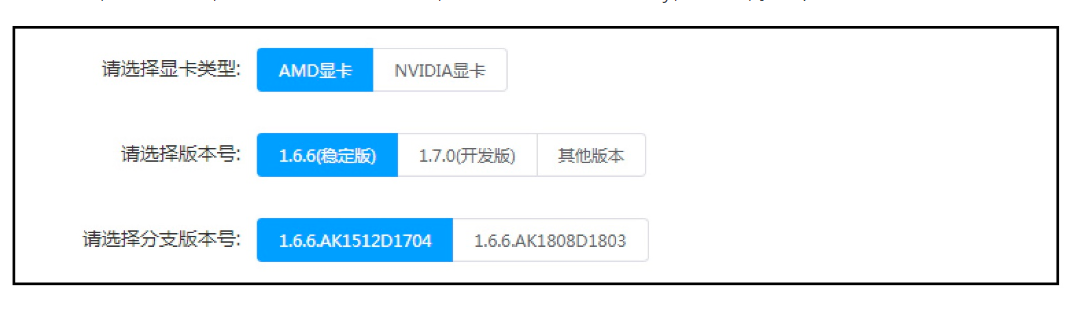 请选择显卡类型: AMD显卡 NVIDIA显卡
请选择版本号: 1.6.6(稳定版) 1.7.0(开发版) 其他版本
请选择分支版本号: 1.6.6.AK1512D1704 1.6.6.AK1808D1803